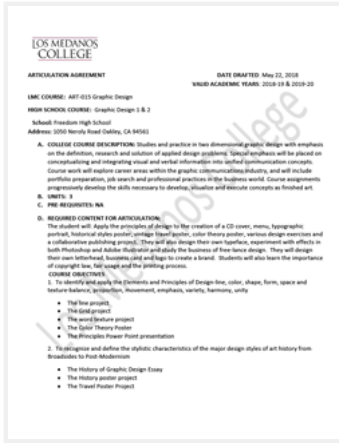 LOS MEDANOS
COLLEGE
ARTICULATION AGREEMENT
DATE DRAFTED: May 22, 2018
VALID ACADEMIC YEARS: 2018-19 & 2019-20
LMC COURSE: ART-015 Graphic Design
HIGH SCHOOL COURSE: Graphic Design 1 & 2
School: Freedom High School
Address: 1050 Neroly Road Oakley, CA 94561
A. COLLEGE COURSE DESCRIPTION: Studies and practice in two dimensional graphic design with emphasis
on the definition, research and solution of applied design problems. Special emphasis will be placed on
conceptualizing and integrating visual and verbal information into unified communication concepts.
Course work will explore career areas within the graphic communications industry, and will include
portfolio preparation, job search and professional practices in the business world. Course assignments
progressively develop the skills necessary to develop, visualize and execute concepts as finished art.
B. UNITS: 3
C. PRE-REQUISITES: NA
D. REQUIRED CONTENT FOR ARTICULATION:
The student will: Apply the principles of design to the creation of a CD cover, menu, typographic
portrait, historical styles poster, vintage travel poster, color theory poster, various design exercises and
a collaborative publishing project. They will also design their own typeface, experiment with effects in
both Photoshop and Adobe Illustrator and study the business of free-lance design. They will design
their own letterhead, business card and logo to create a brand. Students will also learn the importance
of copyright law, fair usage and the printing process.
COURSE OBJECTIVES
1. To identify and apply the Elements and Principles of Design-line, color, shape, form, space and
texture-balance, proportion, movement, emphasis, variety, harmony, unity
• The line project
• The Grid project
• The word texture project
• The Color Theory Poster
• The Principles Power Point presentation
2. To recognize and define the stylistic characteristics of the major design styles of art history from
Broadsides to Post-Modernism
• The History of Graphic Design Essay
• The History poster project
• The Travel Poster Project
Los Medanos College